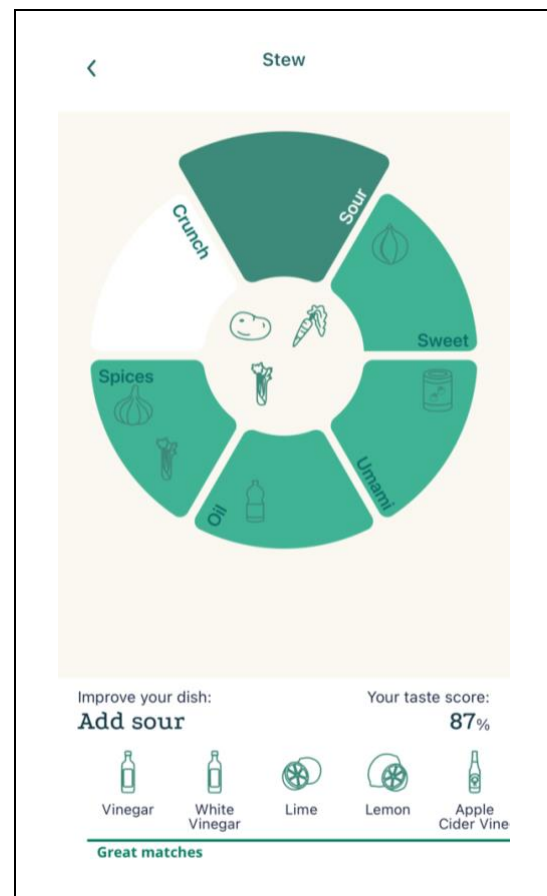 Stew
Sour
Crunch
Sweet
Spices
Umami
Oil
Improve your dish:
Your taste score:
Add sour
87%
Vinegar
White
Vinegar
Lime
Lemon
Apple
Cider Vine
Great matches